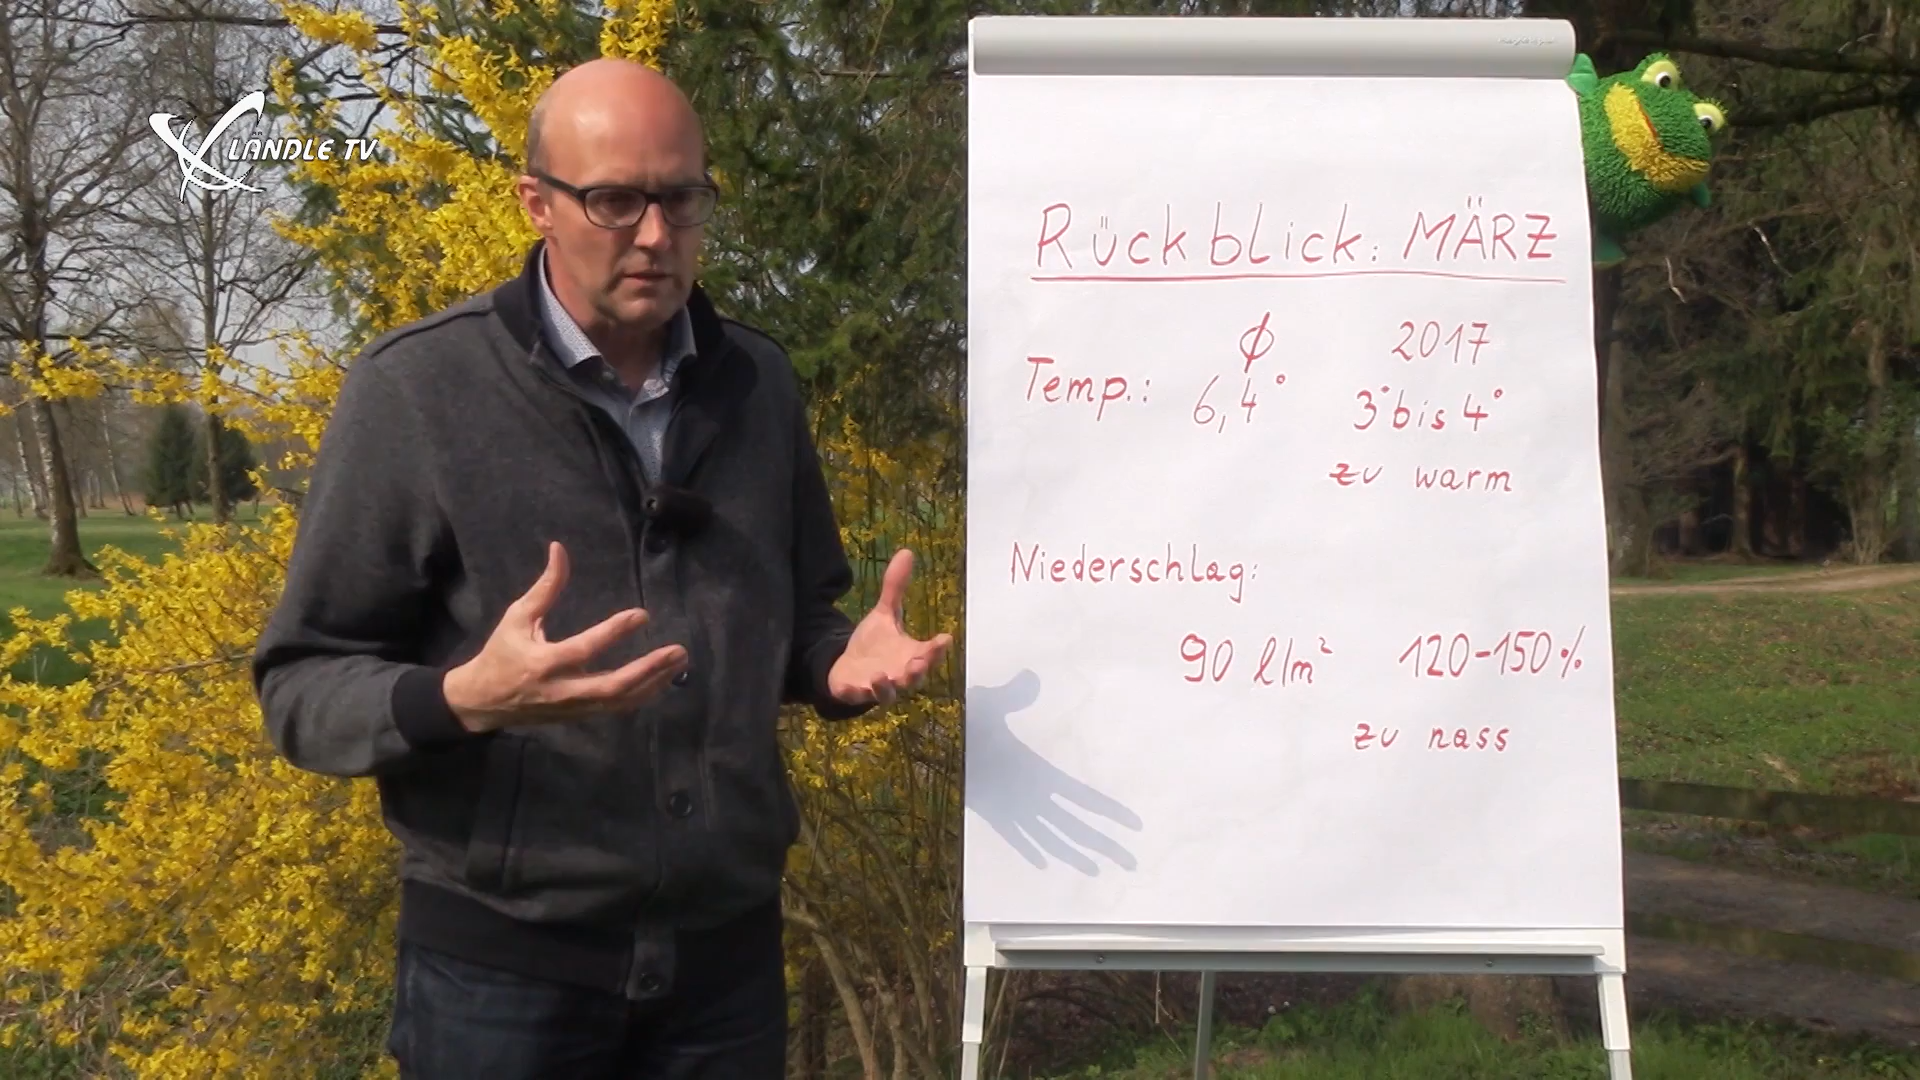 LÄNDLE TV
Rückblick: MÄRZ
ϕ 2017
Temp.: 6,4° 3° bis 4°
zu warm
Niederschlag:
90 l/m² 120-150%
zu nass